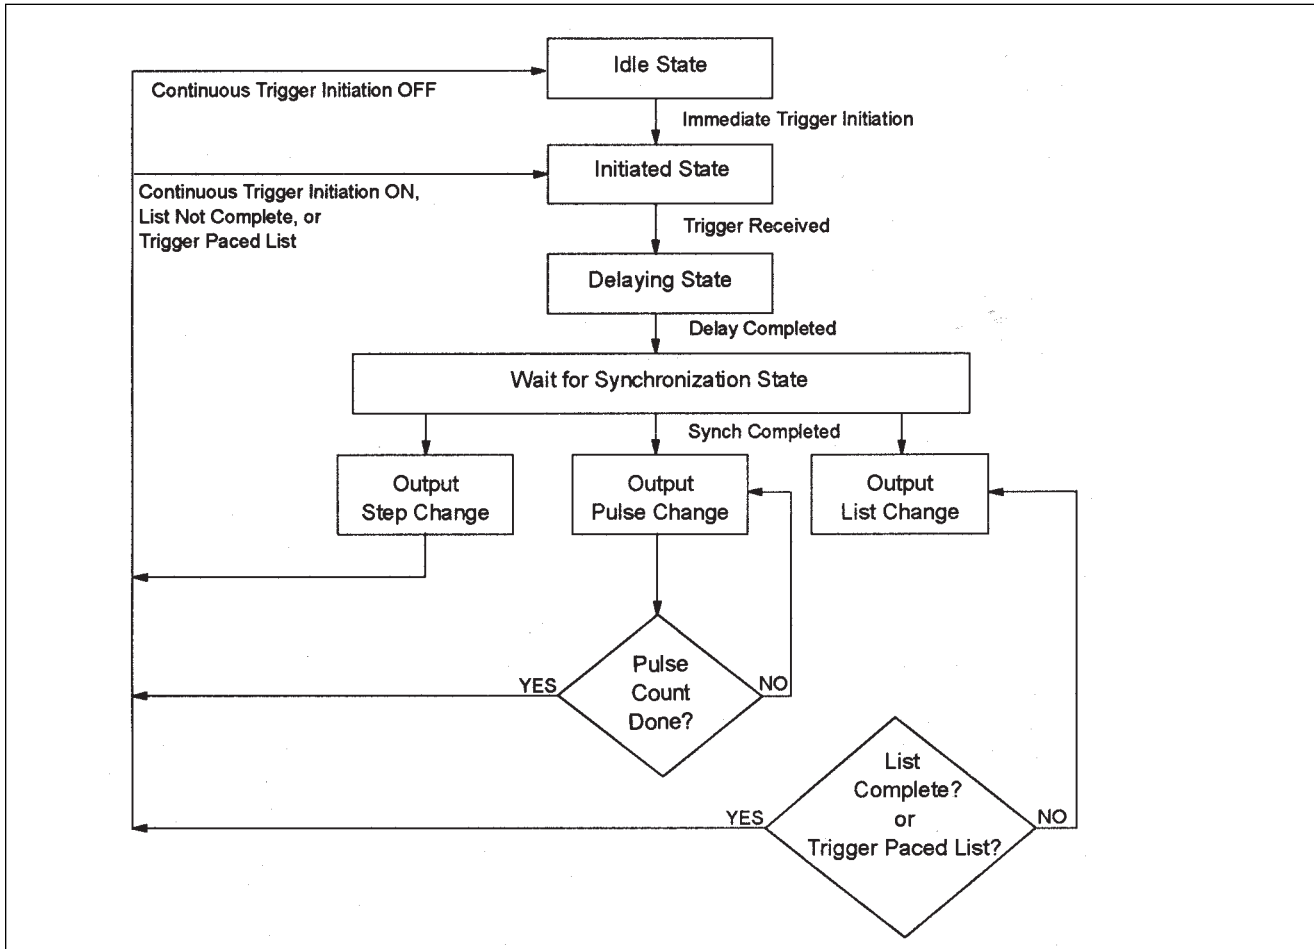 Idle State
Continuous Trigger Initiation OFF
Immediate Trigger Initiation
Initiated State
Continuous Trigger Initiation ON,
List Not Complete, or
Trigger Paced List
Trigger Received
Delaying State
Delay Completed
Wait for Synchronization State
Synch Completed
Output
Step Change
Output
Pulse Change
Output
List Change
Pulse
Count
Done?
YES
NO
List
Complete?
or
Trigger Paced List?
YES
NO